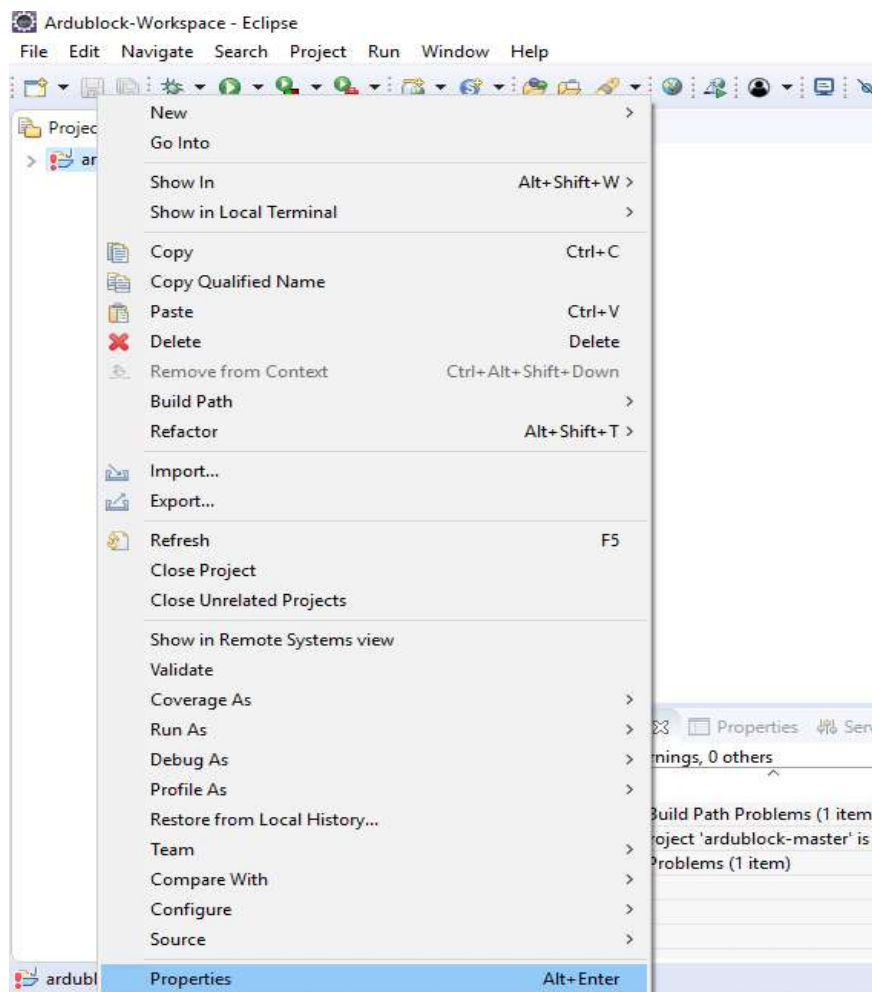 Ardublock-Workspace - Eclipse
File Edit Navigate Search Project Run Window Help
Projec
ar
New
Go Into
Show In Alt+Shift+W
Show in Local Terminal
Copy Ctrl+C
Copy Qualified Name
Paste Ctrl+V
Delete Delete
Remove from Context Ctrl+Alt+Shift+Down
Build Path
Refactor Alt+Shift+T
Import...
Export...
Refresh F5
Close Project
Close Unrelated Projects
Show in Remote Systems view
Validate
Coverage As
Run As
Debug As
Profile As
Restore from Local History...
Team
Compare With
Configure
Source
Properties Alt+Enter
Properties Serv
rnings, 0 others
Build Path Problems (1 item
roject 'ardublock-master' is
Problems (1 item)
ardubl